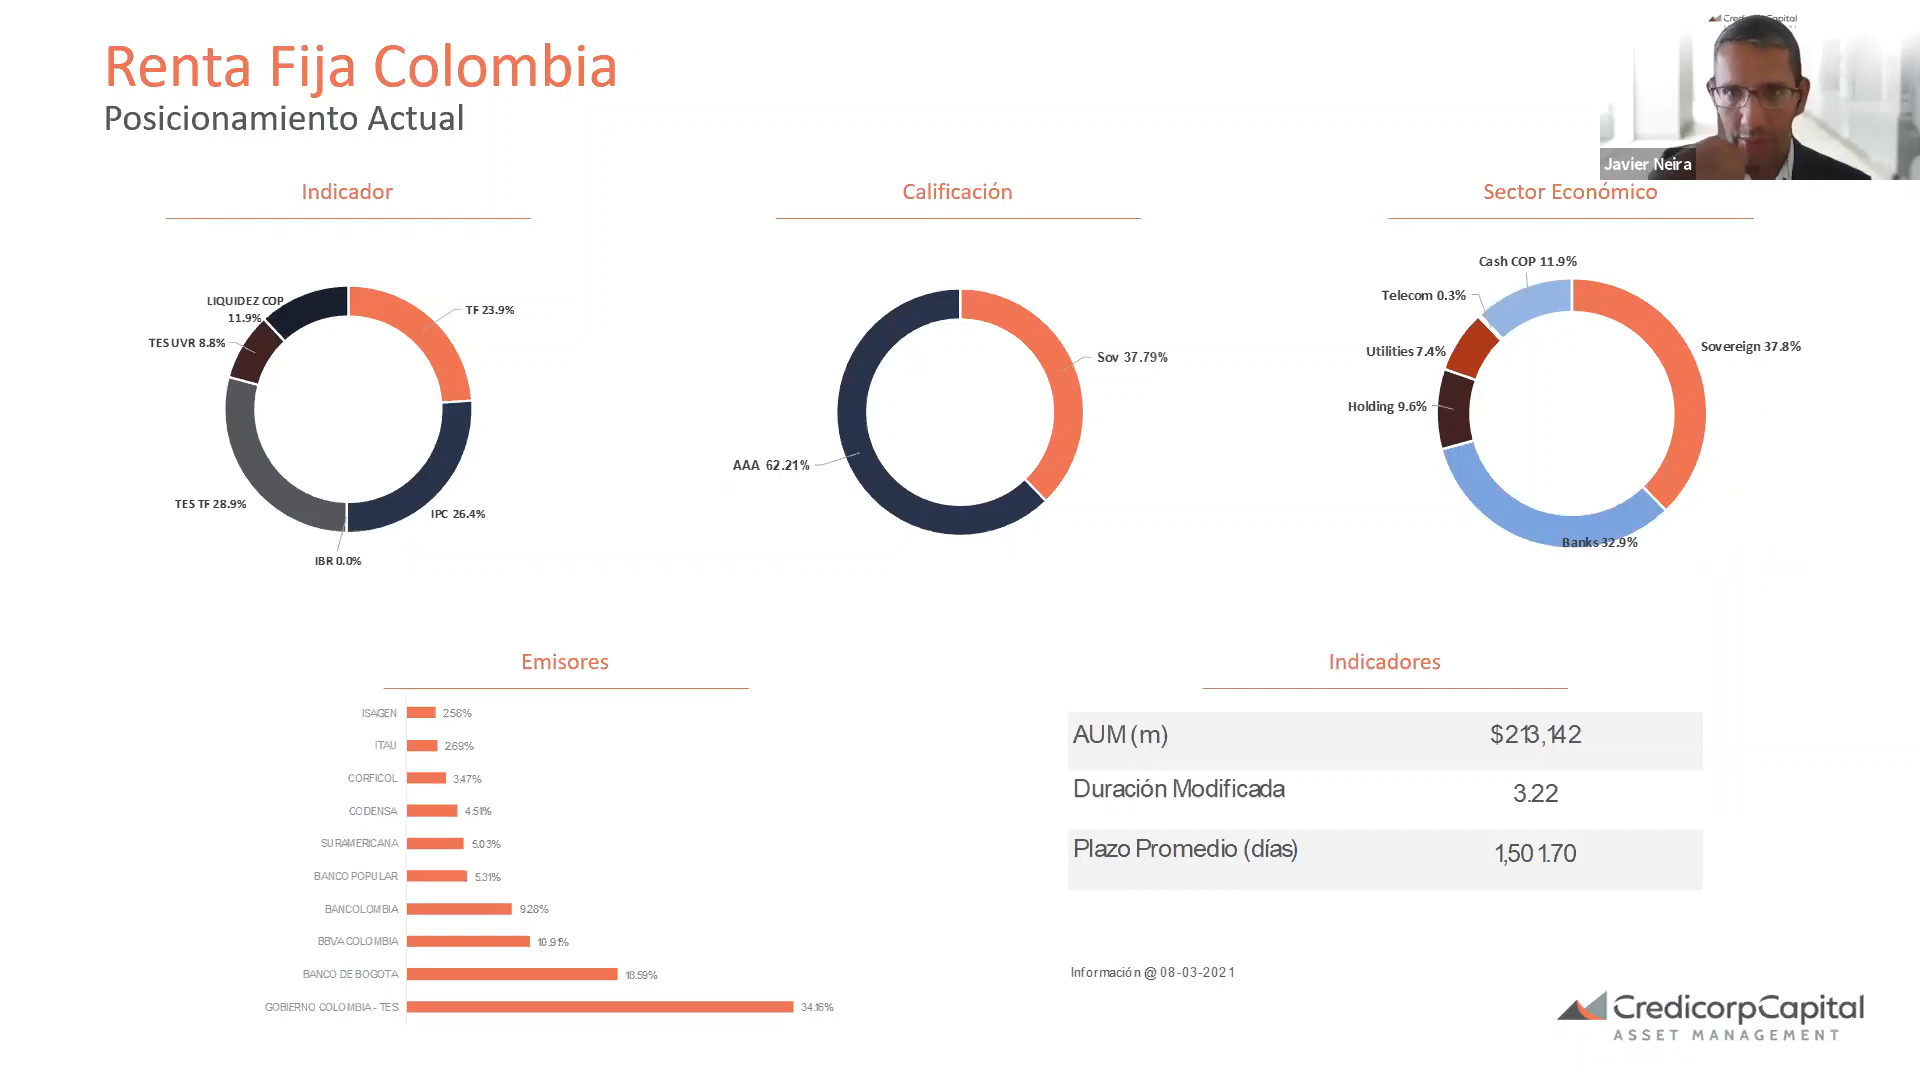 Renta Fija Colombia
Posicionamiento Actual
CredicorpCapital
Javier Neira
Indicador
LIQUIDEZ COP
11.9%
TF 23.9%
TES UVR 8.8%
TES TF 28.9%
IPC 26.4%
IBR 0.0%
Calificación
Sov 37.79%
AAA 62.21%
Sector Económico
Cash COP 11.9%
Telecom 0.3%
Sovereign 37.8%
Utilities 7.4%
Holding 9.6%
Banks 32.9%
Emisores
ISAGEN 2.56%
ITAU 2.69%
CORFICOL 3.47%
CODENSA 4.51%
SURAMERICANA 5.03%
BANCO POPULAR 5.31%
BANCOLOMBIA 9.28%
BBVA COLOMBIA 10.91%
BANCO DE BOGOTA 18.59%
GOBIERNO COLOMBIA - TES 34.16%
Indicadores
AUM (m) $213,142
Duración Modificada 3.22
Plazo Promedio (días) 1,501.70
Información @ 08-03-2021
CredicorpCapital
ASSET MANAGEMENT